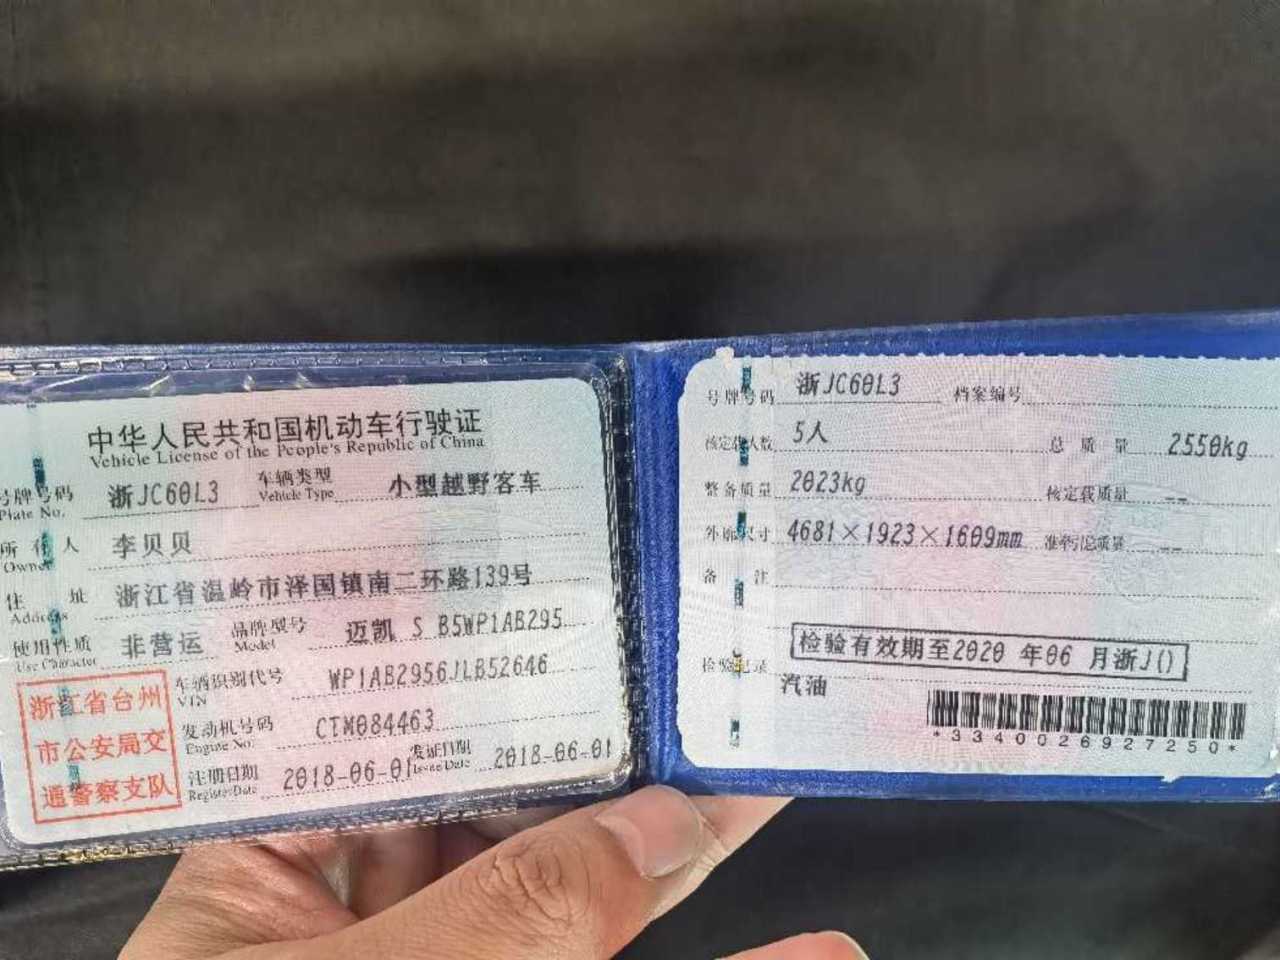 中华人民共和国机动车行驶证
Vehicle License of the People's Republic of China
号牌号码 浙JC60L3 车辆类型 小型越野客车
Plate No. Vehicle Type
所有人 李贝贝
Owner
住址 浙江省温岭市泽国镇南二环路139号
Address
使用性质 非营运 品牌型号 迈凯 S B5WP1AB295
Use Character Model
浙江省台州
市公安局交
通警察支队
车辆识别代号 WP1AB2956JLB52646
VIN
发动机号码 CTM084463
Engine No.
注册日期 2018-06-01 发证日期 2018-06-01
Register Date Issue Date
号牌号码 浙JC60L3 档案编号
核定载人数 5人 总质量 2550kg
整备质量 2023kg 核定载质量 --
外廓尺寸 4681×1923×1609mm 准牵引总质量 --
备注
检验记录 检验有效期至2020 年06 月浙J()
汽油
*3340026927250*